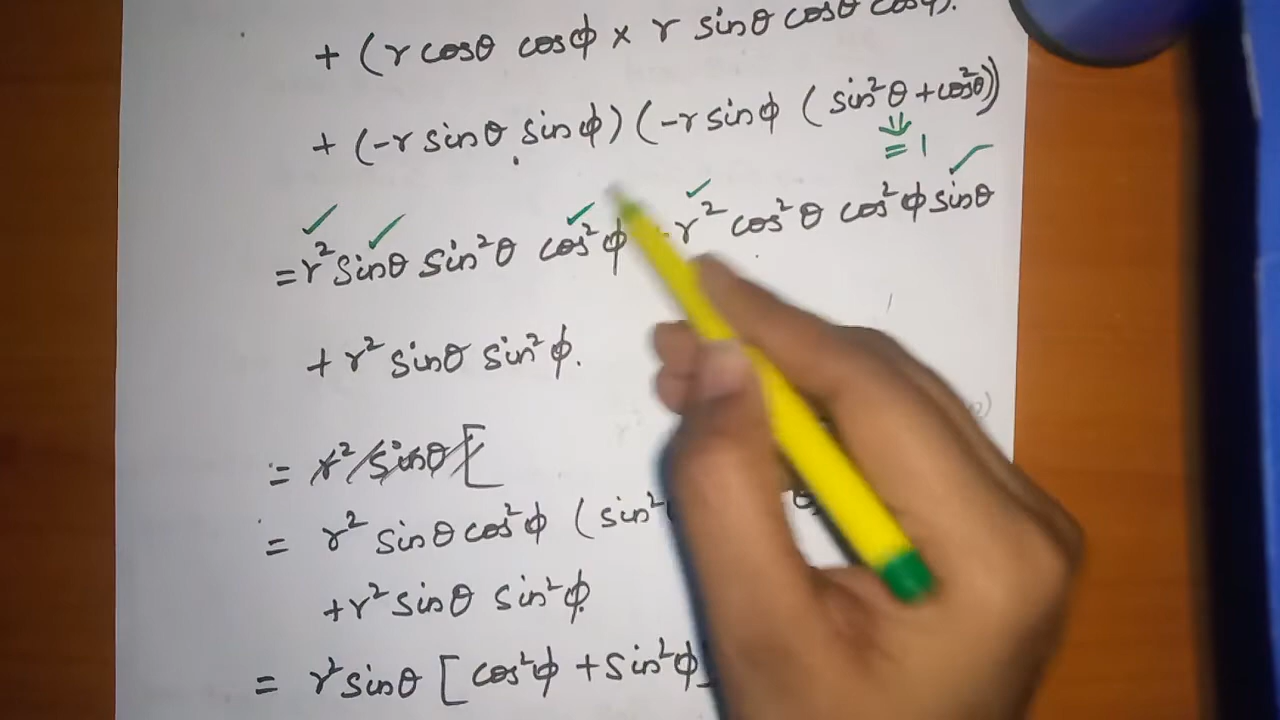 + (r cosθ cosϕ × r sinθ cosθ cosϕ).
+ (-r sinθ sinϕ) (-r sinϕ (sin²θ + cos²θ))
= 1
= r² sinθ sin²θ cos²ϕ r² cos²θ cos²ϕ sinθ
+ r² sinθ sin²ϕ.
= r² sinθ [
= r² sinθ cos²ϕ (sin²
+ r² sinθ sin²ϕ
= r² sinθ [cos²ϕ + sin²ϕ]